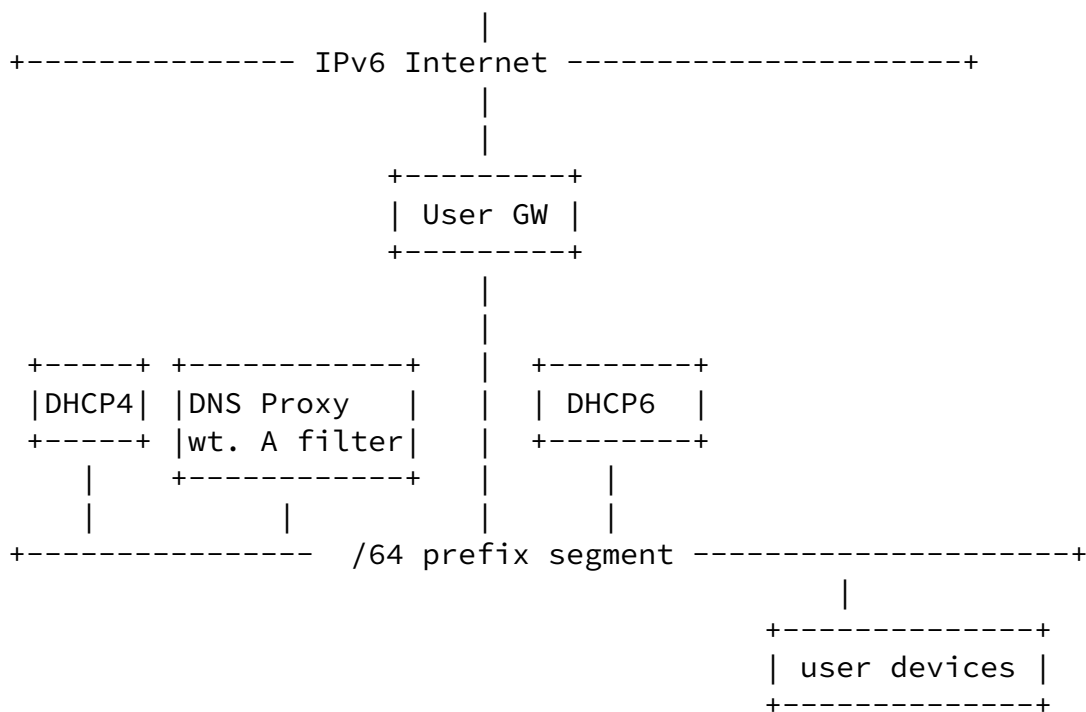 IPv6 Internet
User GW
DHCP4
DNS Proxy
wt. A filter
DHCP6
/64 prefix segment
user devices